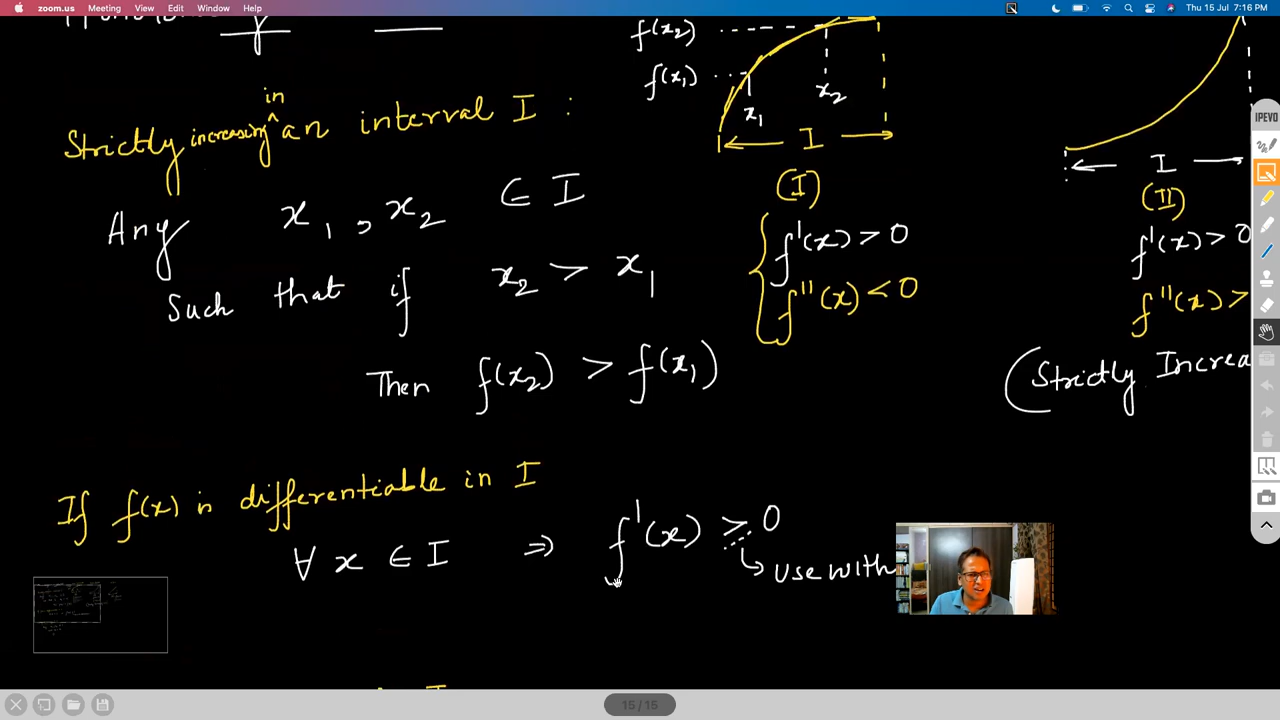 zoom.us Meeting View Edit Window Help
Thu 15 Jul 7:16 PM
f(x₂)
f(x₁)
x₁
x₂
I
(I)
f'(x) > 0
f''(x) < 0
I
(II)
f'(x) > 0
f''(x) >
(Strictly Increa
in
Strictly increasing ^ an interval I :
Any x₁, x₂ ∈ I
Such that if x₂ > x₁
Then f(x₂) > f(x₁)
If f(x) is differentiable in I
∀ x ∈ I ⇒ f'(x) ≥ 0
↳ use with
IPEVO
15 / 15